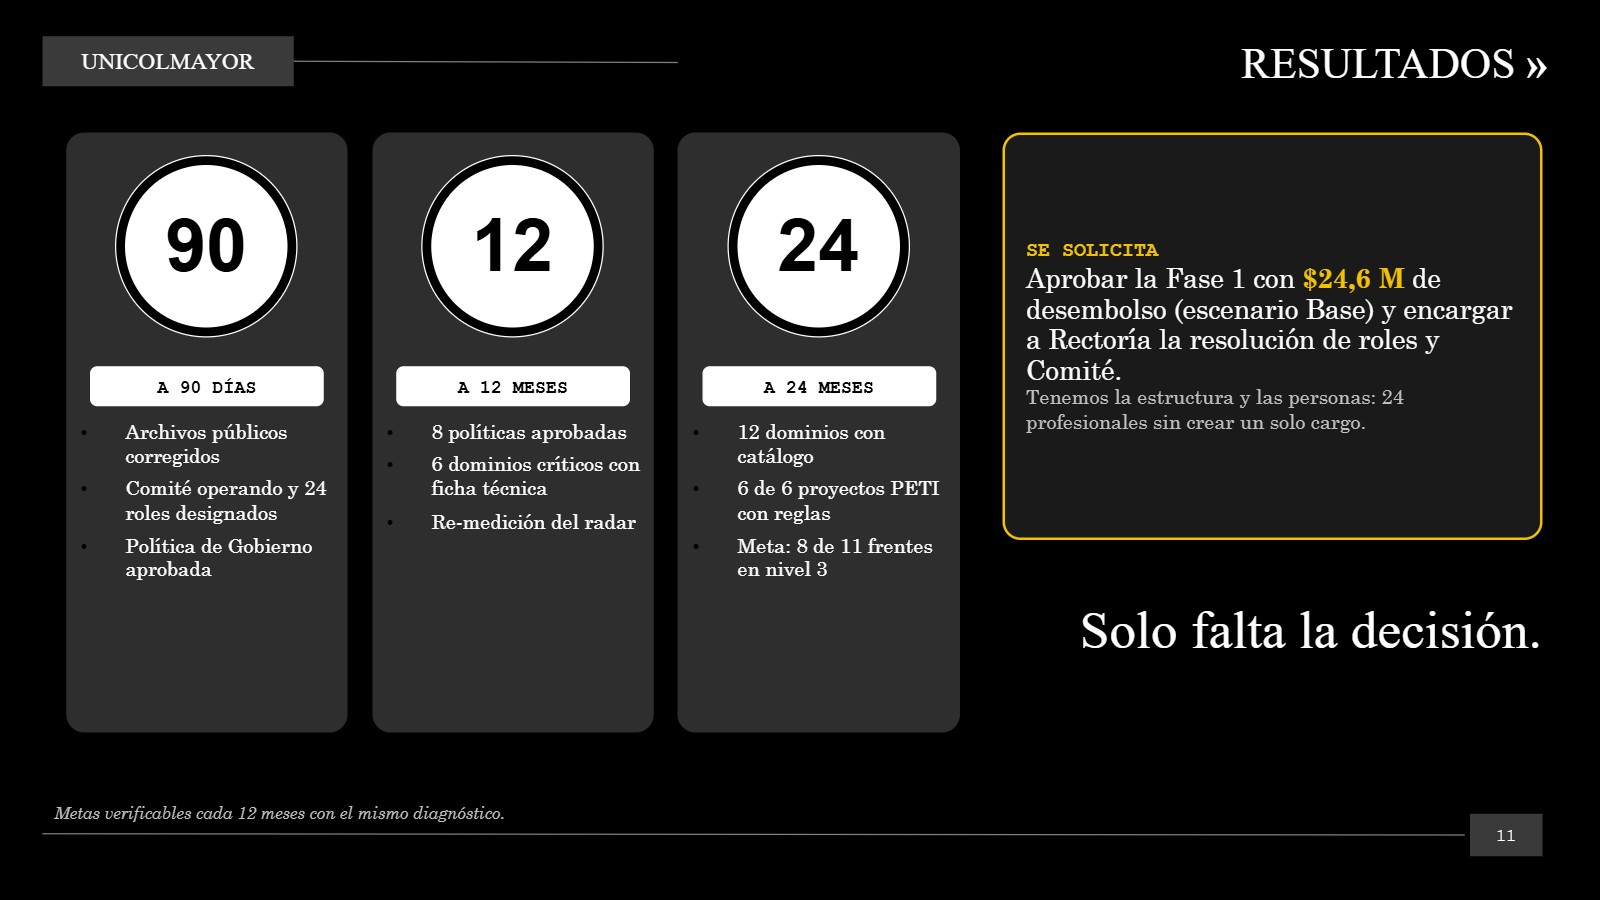 UNICOLMAYOR
RESULTADOS »
90
A 90 DÍAS
• Archivos públicos
corregidos
• Comité operando y 24
roles designados
• Política de Gobierno
aprobada
12
A 12 MESES
• 8 políticas aprobadas
• 6 dominios críticos con
ficha técnica
• Re-medición del radar
24
A 24 MESES
• 12 dominios con
catálogo
• 6 de 6 proyectos PETI
con reglas
• Meta: 8 de 11 frentes
en nivel 3
SE SOLICITA
Aprobar la Fase 1 con $24,6 M de
desembolso (escenario Base) y encargar
a Rectoría la resolución de roles y
Comité.
Tenemos la estructura y las personas: 24
profesionales sin crear un solo cargo.
Solo falta la decisión.
Metas verificables cada 12 meses con el mismo diagnóstico.
11